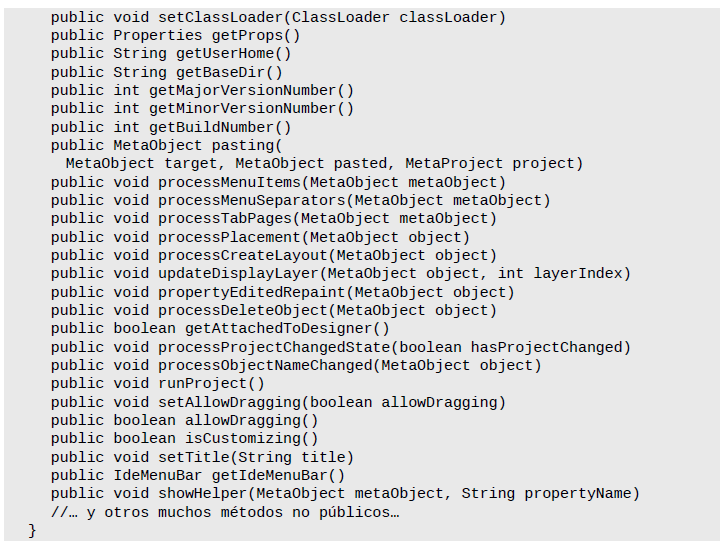 public void setClassLoader(ClassLoader classLoader)
public Properties getProps()
public String getUserHome()
public String getBaseDir()
public int getMajorVersionNumber()
public int getMinorVersionNumber()
public int getBuildNumber()
public MetaObject pasting(
MetaObject target, MetaObject pasted, MetaProject project)
public void processMenuItems(MetaObject metaObject)
public void processMenuSeparators(MetaObject metaObject)
public void processTabPages(MetaObject metaObject)
public void processPlacement(MetaObject object)
public void processCreateLayout(MetaObject object)
public void updateDisplayLayer(MetaObject object, int layerIndex)
public void propertyEditedRepaint(MetaObject object)
public void processDeleteObject(MetaObject object)
public boolean getAttachedToDesigner()
public void processProjectChangedState(boolean hasProjectChanged)
public void processObjectNameChanged(MetaObject object)
public void runProject()
public void setAllowDragging(boolean allowDragging)
public boolean allowDragging()
public boolean isCustomizing()
public void setTitle(String title)
public IdeMenuBar getIdeMenuBar()
public void showHelper(MetaObject metaObject, String propertyName)
//… y otros muchos métodos no públicos…
}